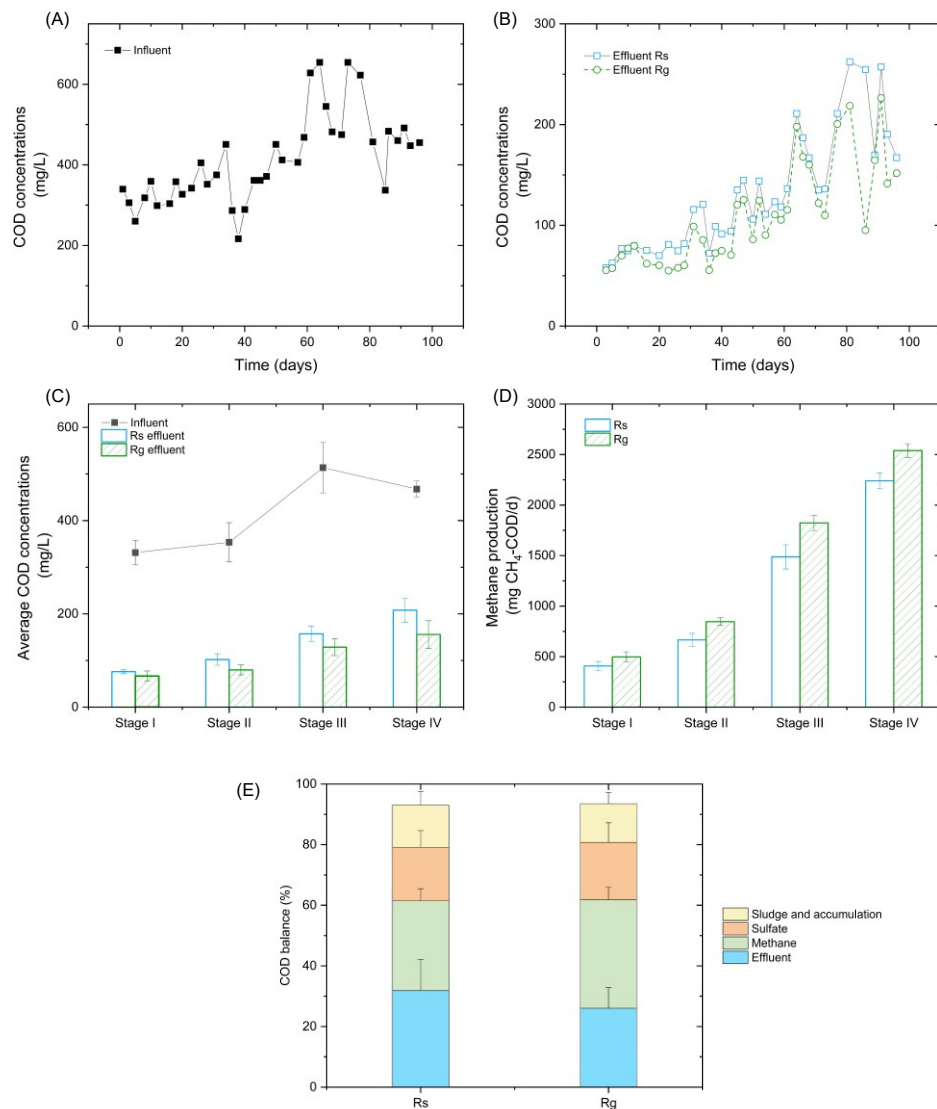 (A)
Influent
600
400
200
0
COD concentrations
(mg/L)
0 20 40 60 80 100
Time (days)
(B)
Effluent Rs
Effluent Rg
300
200
100
0
COD concentrations
(mg/L)
0 20 40 60 80 100
Time (days)
(C)
Influent
Rs effluent
Rg effluent
600
400
200
0
Average COD concentrations
(mg/L)
Stage I Stage II Stage III Stage IV
(D)
Rs
Rg
3000
2500
2000
1500
1000
500
0
Methane production
(mg CH₄-COD/d)
Stage I Stage II Stage III Stage IV
(E)
100
80
60
40
20
0
COD balance (%)
Rs Rg
Sludge and accumulation
Sulfate
Methane
Effluent